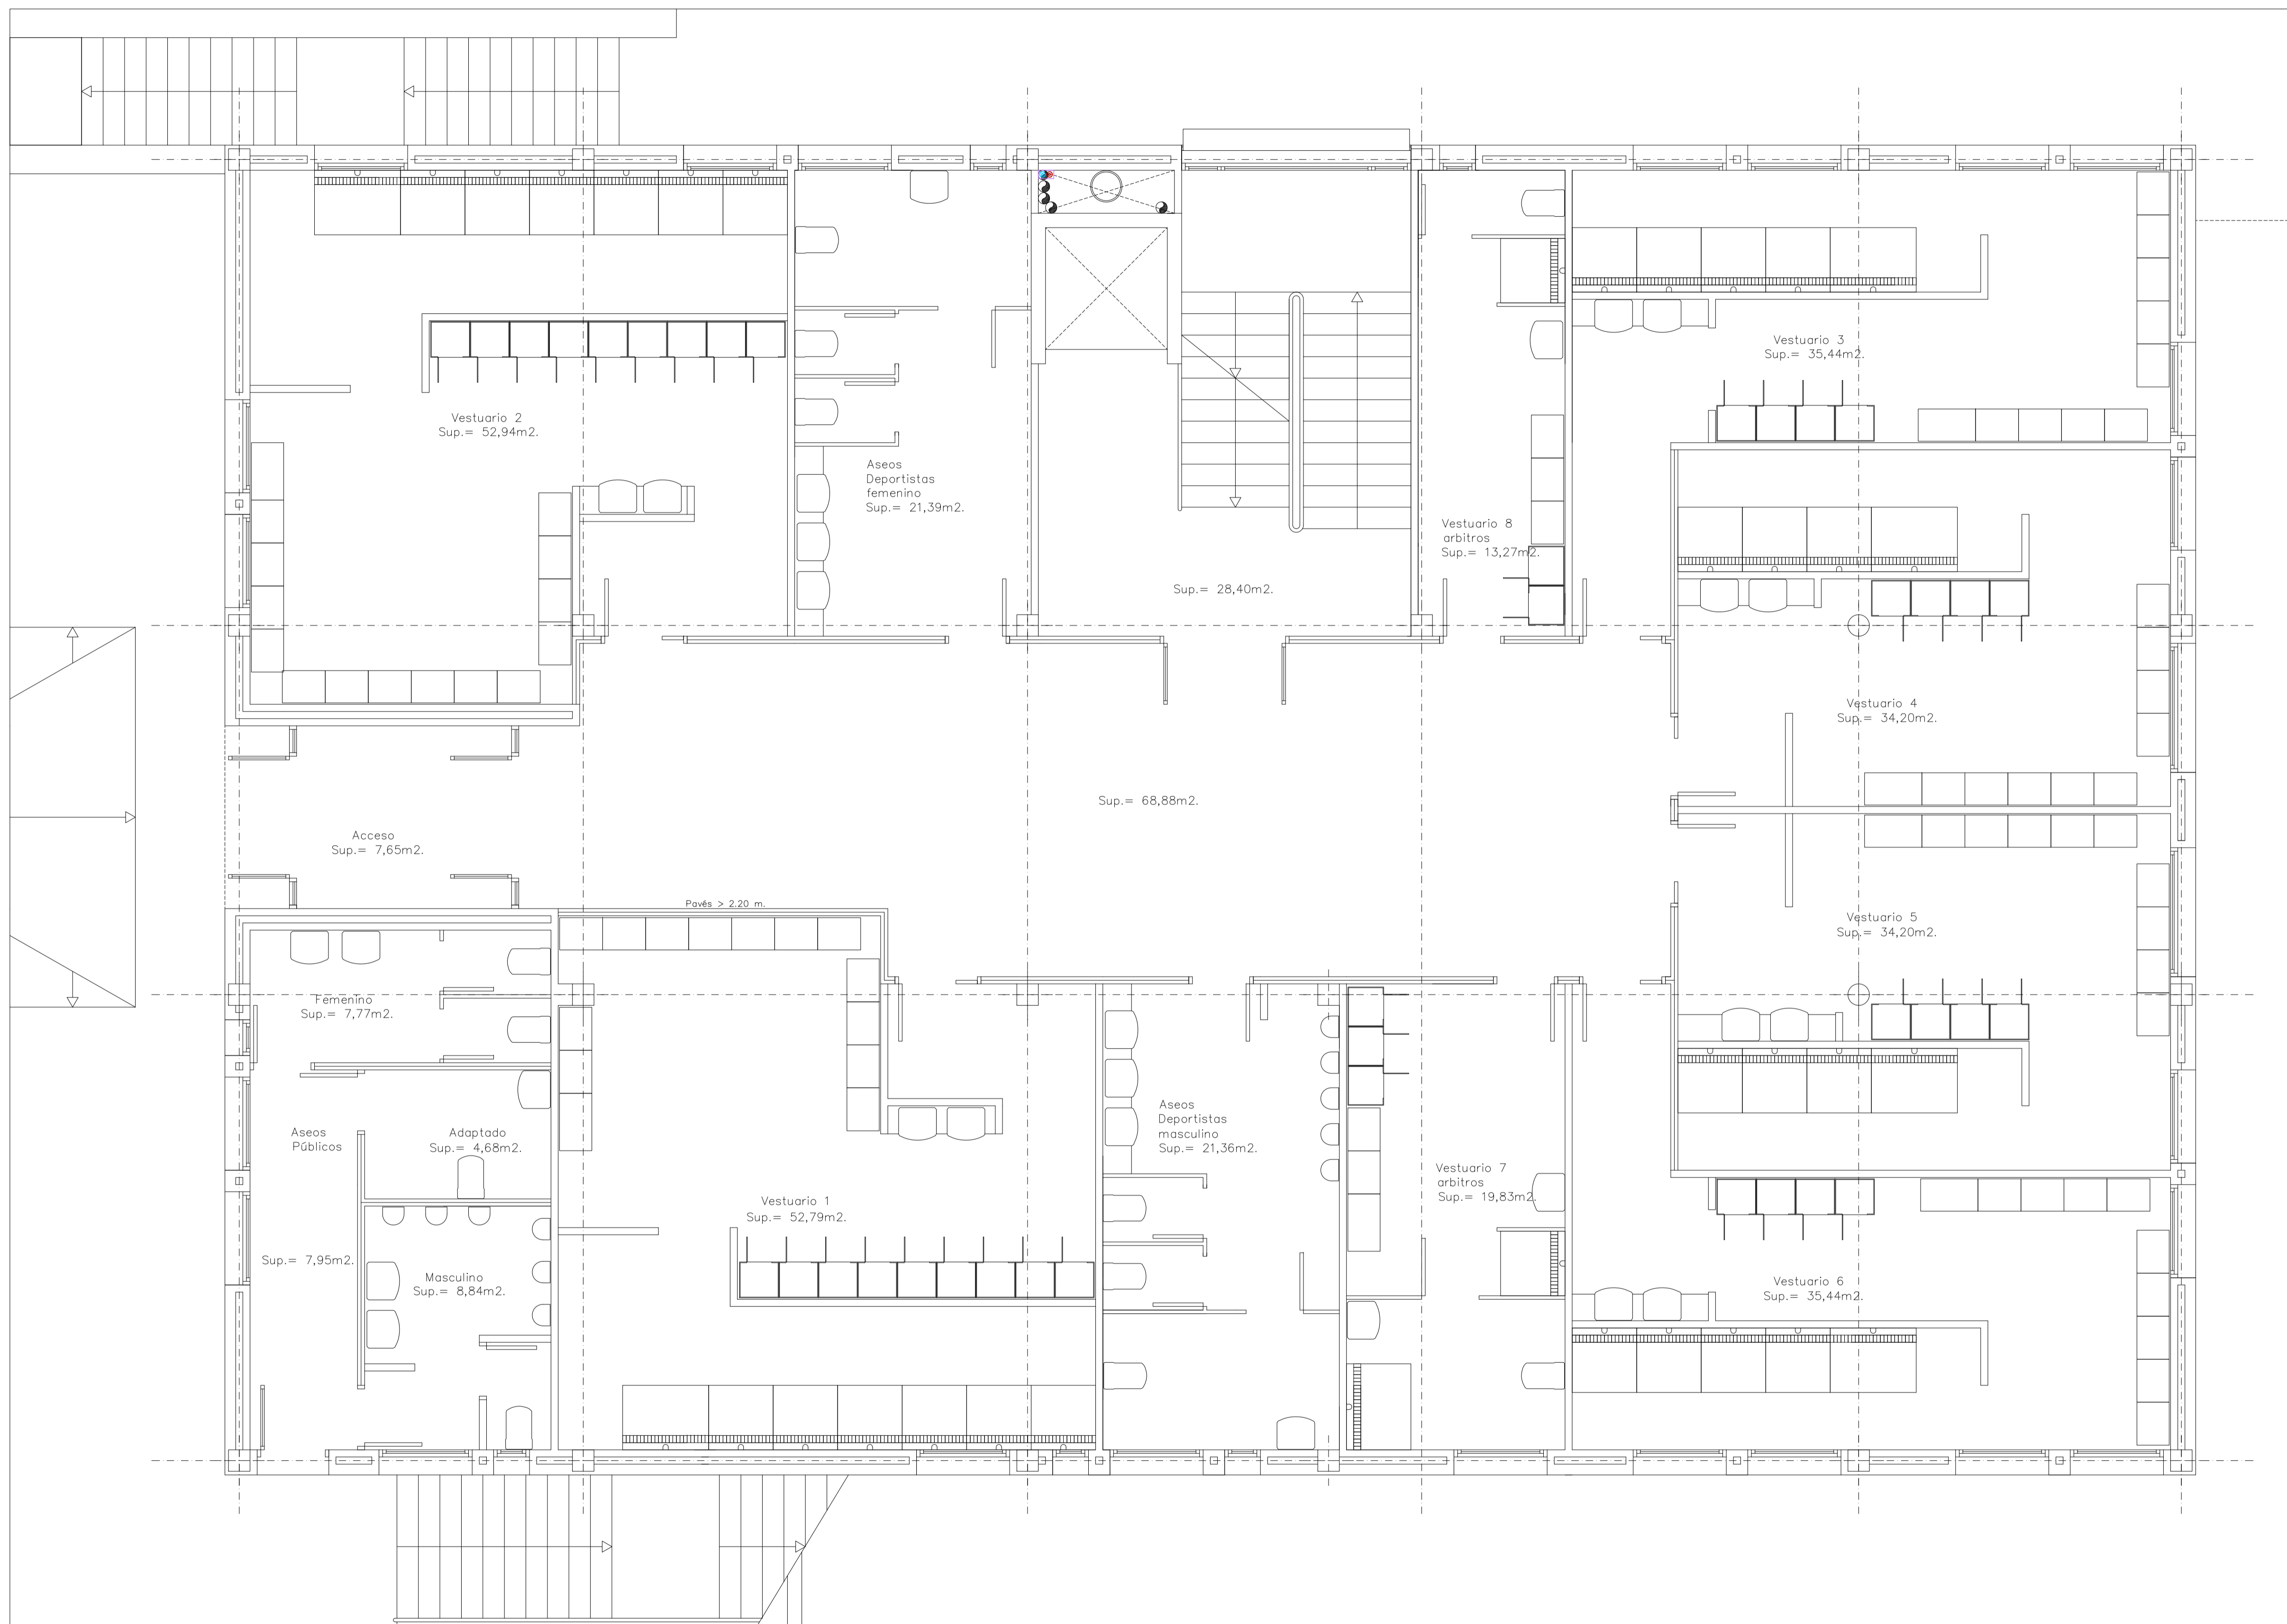 Vestuario 3
Sup.= 35,44m2.
Vestuario 2
Sup.= 52,94m2.
Aseos
Deportistas
femenino
Sup.= 21,39m2.
Vestuario 8
arbitros
Sup.= 13,27m2.
Sup.= 28,40m2.
Vestuario 4
Sup.= 34,20m2.
Sup.= 68,88m2.
Acceso
Sup.= 7,65m2.
Pavés > 2.20 m.
Vestuario 5
Sup.= 34,20m2.
Femenino
Sup.= 7,77m2.
Aseos
Públicos
Adaptado
Sup.= 4,68m2.
Aseos
Deportistas
masculino
Sup.= 21,36m2.
Vestuario 7
arbitros
Sup.= 19,83m2.
Vestuario 1
Sup.= 52,79m2.
Sup.= 7,95m2.
Masculino
Sup.= 8,84m2.
Vestuario 6
Sup.= 35,44m2.